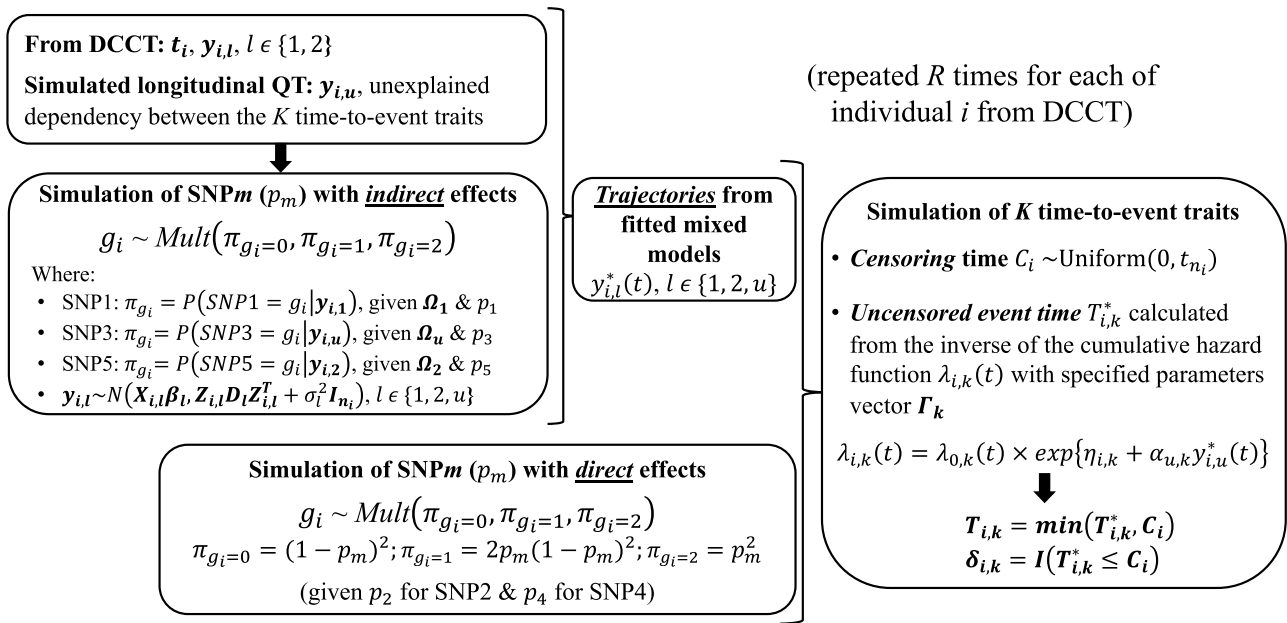 From DCCT: t_i, y_{i,l}, l ϵ {1, 2}
Simulated longitudinal QT: y_{i,u}, unexplained
dependency between the K time-to-event traits
(repeated R times for each of
individual i from DCCT)
Simulation of SNPm (p_m) with indirect effects
g_i ~ Mult(π_{g_i=0}, π_{g_i=1}, π_{g_i=2})
Where:
• SNP1: π_{g_i} = P(SNP1 = g_i|y_{i,1}), given Ω_1 & p_1
• SNP3: π_{g_i}= P(SNP3 = g_i|y_{i,u}), given Ω_u & p_3
• SNP5: π_{g_i}= P(SNP5 = g_i|y_{i,2}), given Ω_2 & p_5
• y_{i,l}~N(X_{i,l}β_l, Z_{i,l}D_lZ_{i,l}^T + σ_l^2I_{n_i}), l ϵ {1, 2, u}
Trajectories from
fitted mixed
models
y_{i,l}^*(t), l ϵ {1, 2, u}
Simulation of SNPm (p_m) with direct effects
g_i ~ Mult(π_{g_i=0}, π_{g_i=1}, π_{g_i=2})
π_{g_i=0} = (1 − p_m)^2; π_{g_i=1} = 2p_m(1 − p_m)^2; π_{g_i=2} = p_m^2
(given p_2 for SNP2 & p_4 for SNP4)
Simulation of K time-to-event traits
• Censoring time C_i ~Uniform(0, t_{n_i})
• Uncensored event time T_{i,k}^* calculated
from the inverse of the cumulative hazard
function λ_{i,k}(t) with specified parameters
vector Γ_k
λ_{i,k}(t) = λ_{0,k}(t) × exp{η_{i,k} + α_{u,k}y_{i,u}^*(t)}
T_{i,k} = min(T_{i,k}^*, C_i)
δ_{i,k} = I(T_{i,k}^* ≤ C_i)